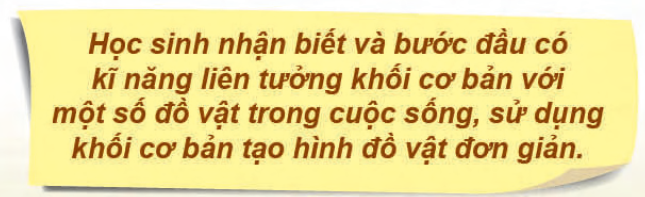 Học sinh nhận biết và bước đầu có
kĩ năng liên tưởng khối cơ bản với
một số đồ vật trong cuộc sống, sử dụng
khối cơ bản tạo hình đồ vật đơn giản.